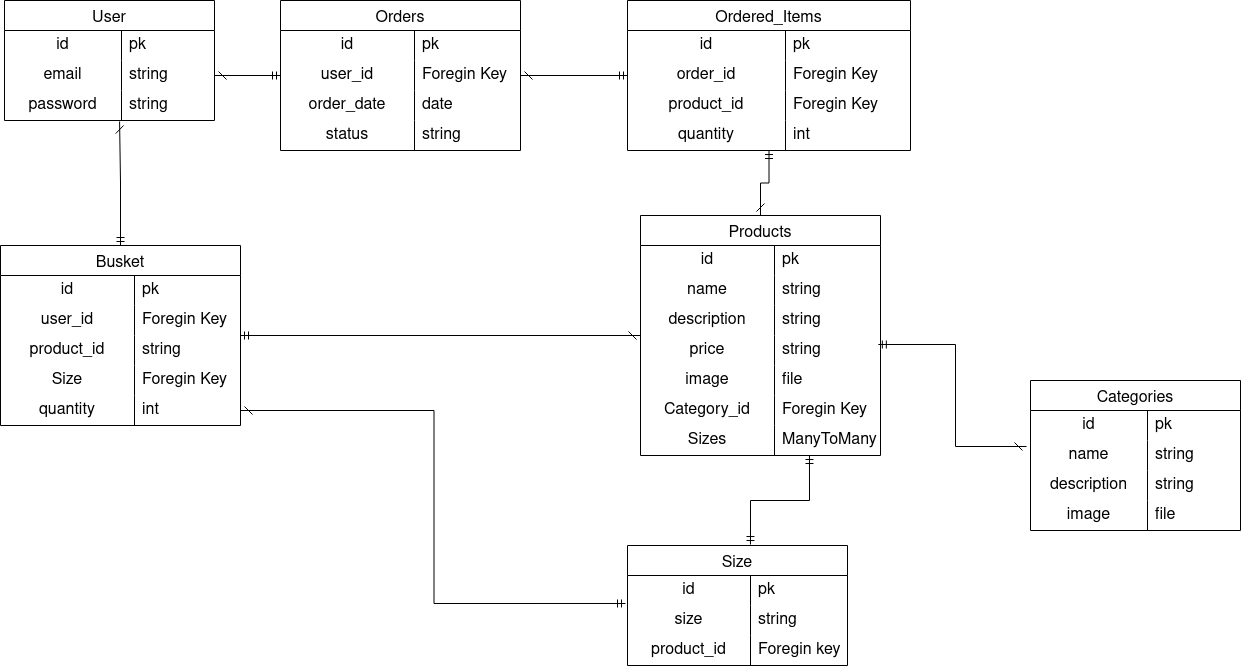 User
id pk
email string
password string
Orders
id pk
user_id Foregin Key
order_date date
status string
Ordered_Items
id pk
order_id Foregin Key
product_id Foregin Key
quantity int
Busket
id pk
user_id Foregin Key
product_id string
Size Foregin Key
quantity int
Products
id pk
name string
description string
price string
image file
Category_id Foregin Key
Sizes ManyToMany
Categories
id pk
name string
description string
image file
Size
id pk
size string
product_id Foregin key